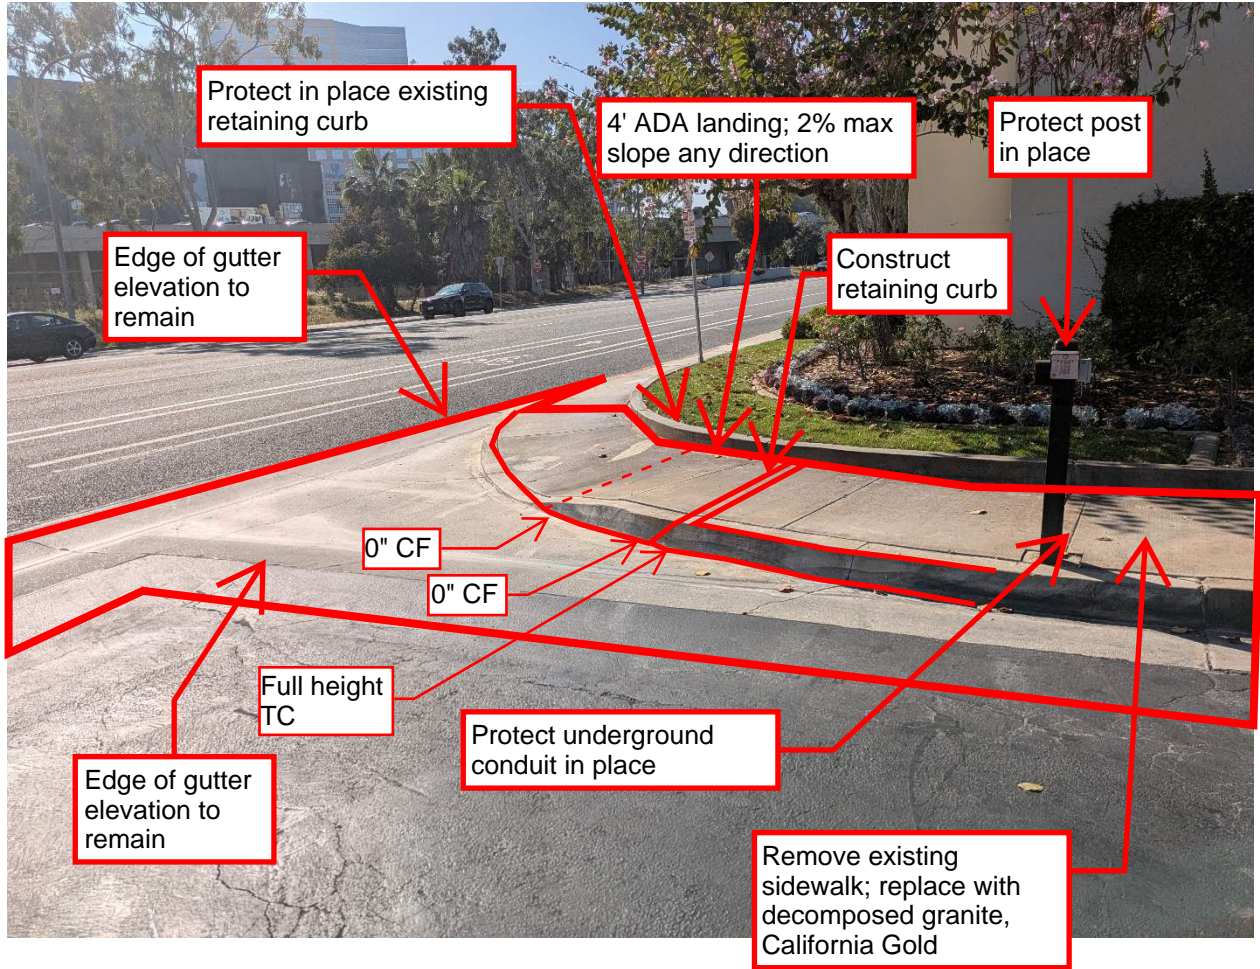 Protect in place existing
retaining curb
4' ADA landing; 2% max
slope any direction
Protect post
in place
Edge of gutter
elevation to
remain
Construct
retaining curb
0" CF
0" CF
Full height
TC
Protect underground
conduit in place
Edge of gutter
elevation to
remain
Remove existing
sidewalk; replace with
decomposed granite,
California Gold